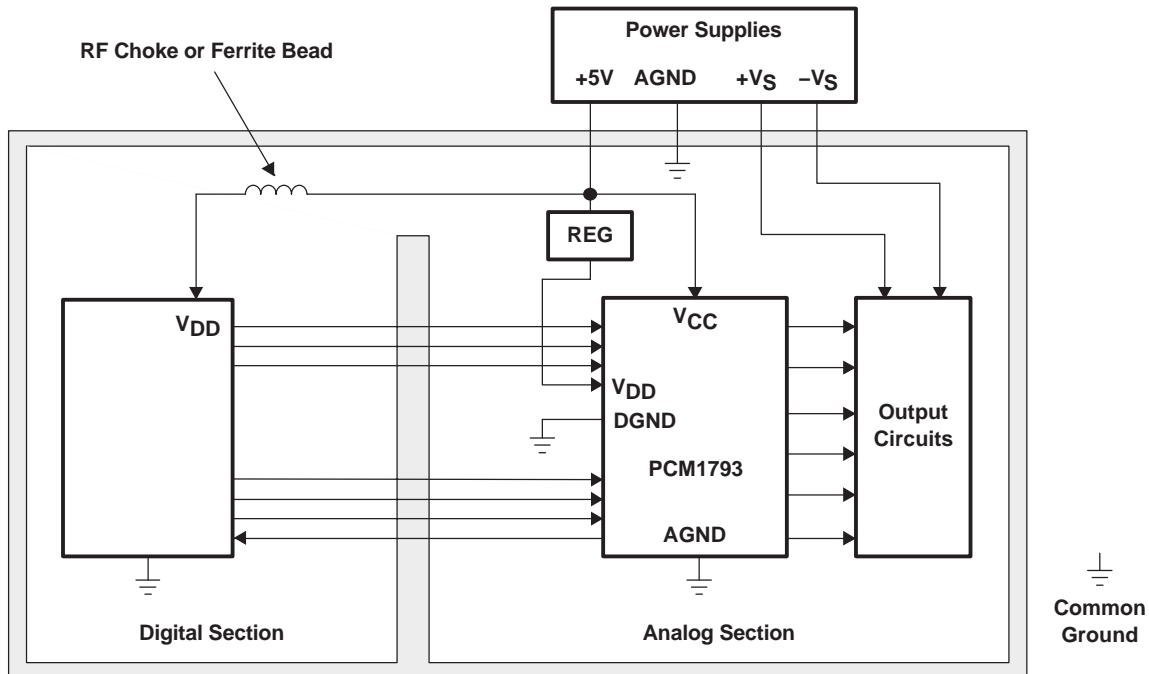 Power Supplies
RF Choke or Ferrite Bead
+5V AGND +VS –VS
REG
VDD
VCC
VDD
DGND
Output
Circuits
PCM1793
AGND
Common
Ground
Digital Section
Analog Section